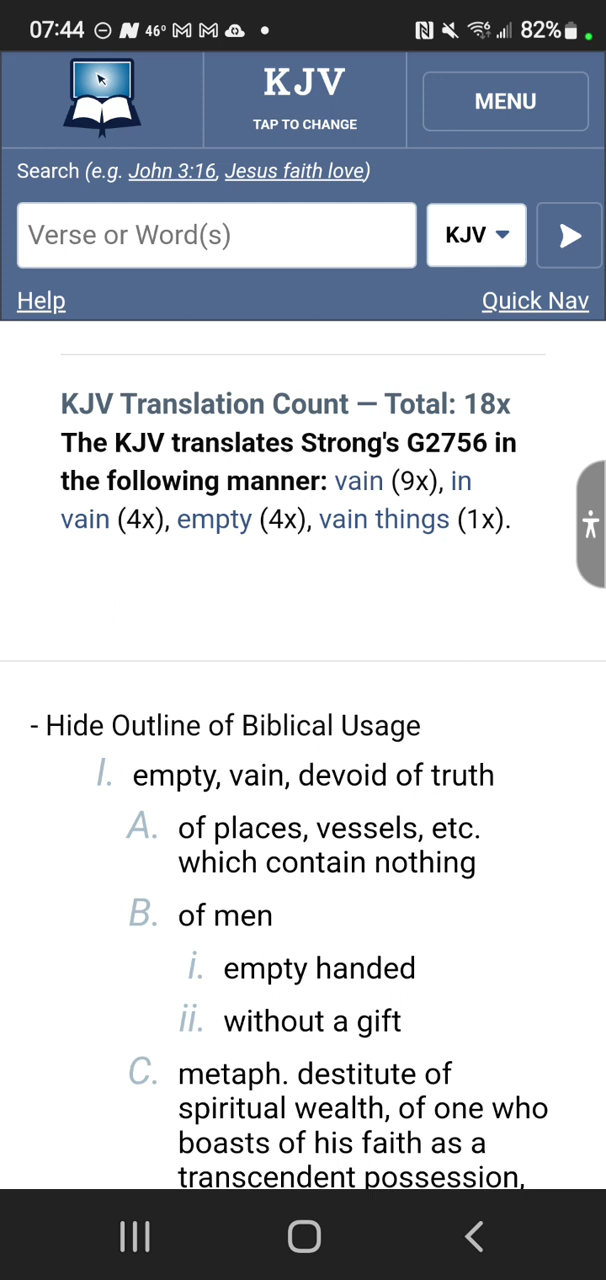 07:44 46° 82%
KJV
TAP TO CHANGE
MENU
Search (e.g. John 3:16, Jesus faith love)
Verse or Word(s)
KJV
Help
Quick Nav
KJV Translation Count — Total: 18x
The KJV translates Strong's G2756 in
the following manner: vain (9x), in
vain (4x), empty (4x), vain things (1x).
- Hide Outline of Biblical Usage
I. empty, vain, devoid of truth
A. of places, vessels, etc.
which contain nothing
B. of men
i. empty handed
ii. without a gift
C. metaph. destitute of
spiritual wealth, of one who
boasts of his faith as a
transcendent possession,